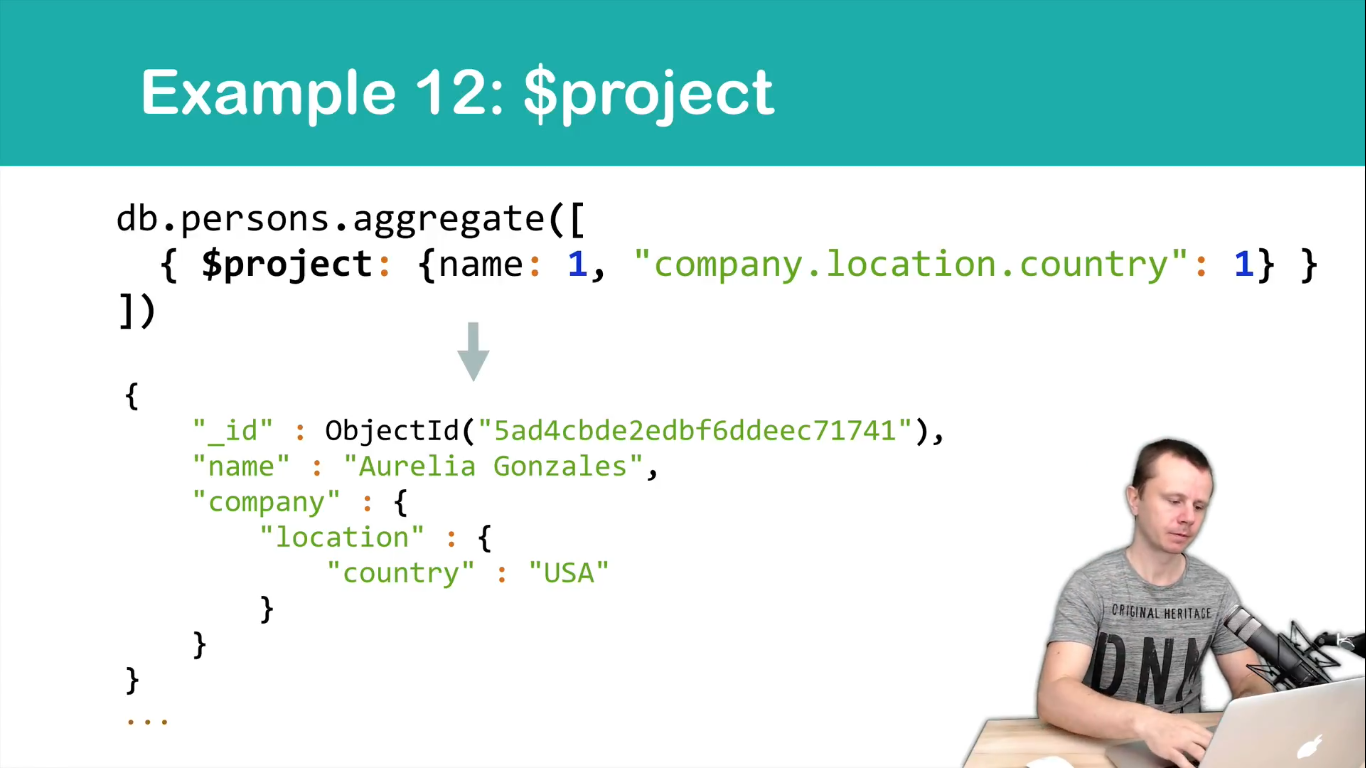 Example 12: $project
db.persons.aggregate([
{ $project: {name: 1, "company.location.country": 1} }
])
{
"_id" : ObjectId("5ad4cbde2edbf6ddeec71741"),
"name" : "Aurelia Gonzales",
"company" : {
"location" : {
"country" : "USA"
}
}
}
...
ORIGINAL HERITAGE
DNM